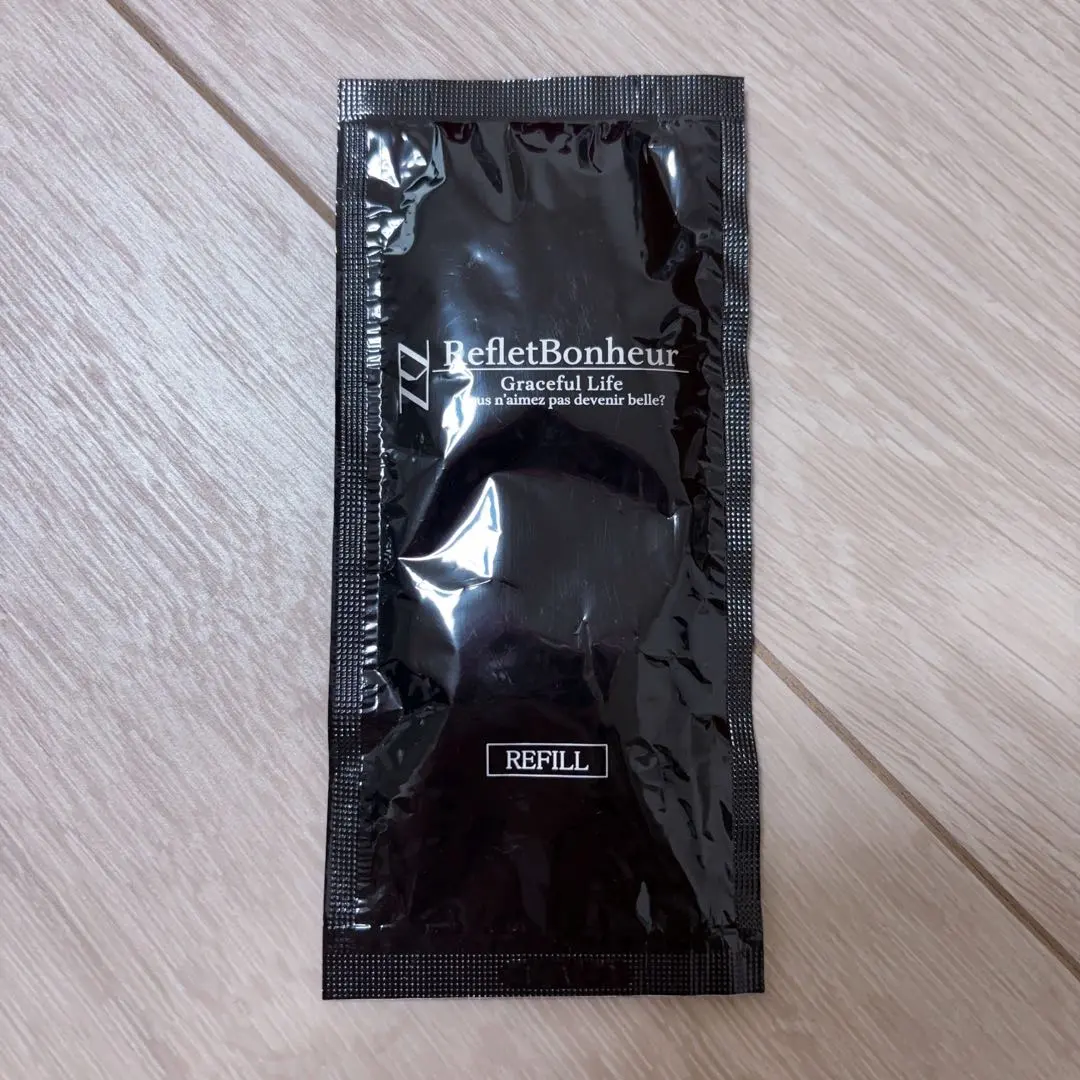 RefletBonheur
Graceful Life
n'aimez pas devenir belle?
REFILL